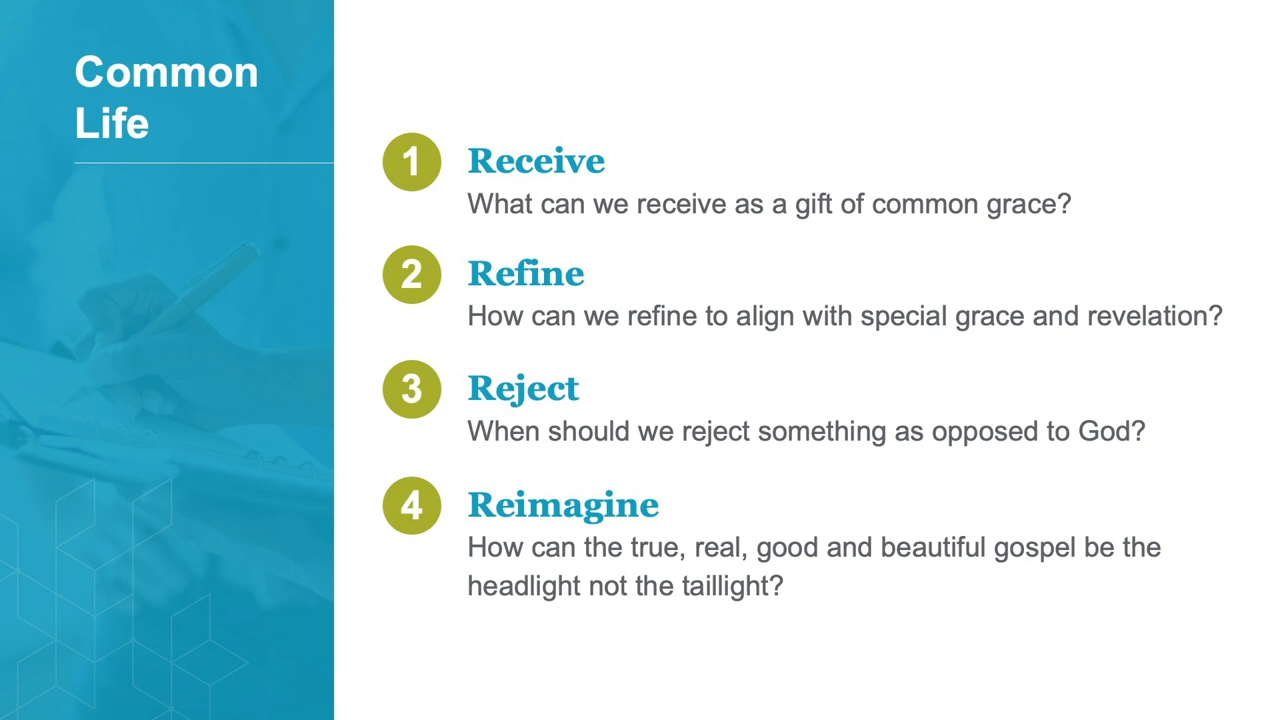 Common
Life
1
Receive
What can we receive as a gift of common grace?
2
Refine
How can we refine to align with special grace and revelation?
3
Reject
When should we reject something as opposed to God?
4
Reimagine
How can the true, real, good and beautiful gospel be the
headlight not the taillight?